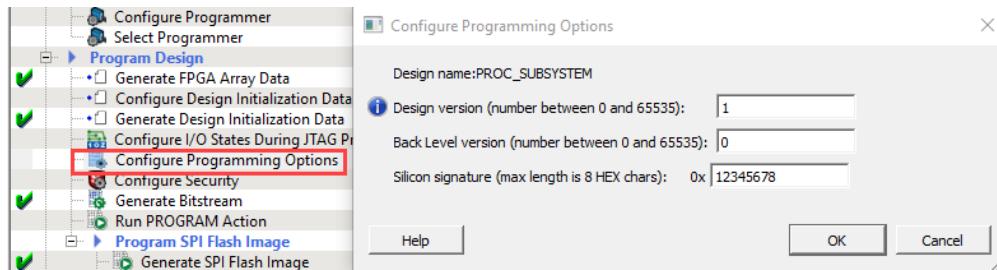 Configure Programmer
Select Programmer
Program Design
Generate FPGA Array Data
Configure Design Initialization Data
Generate Design Initialization Data
Configure I/O States During JTAG Pr
Configure Programming Options
Configure Security
Generate Bitstream
Run PROGRAM Action
Program SPI Flash Image
Generate SPI Flash Image
Configure Programming Options
Design name:PROC_SUBSYSTEM
Design version (number between 0 and 65535): 1
Back Level version (number between 0 and 65535): 0
Silicon signature (max length is 8 HEX chars): 0x 12345678
Help OK Cancel